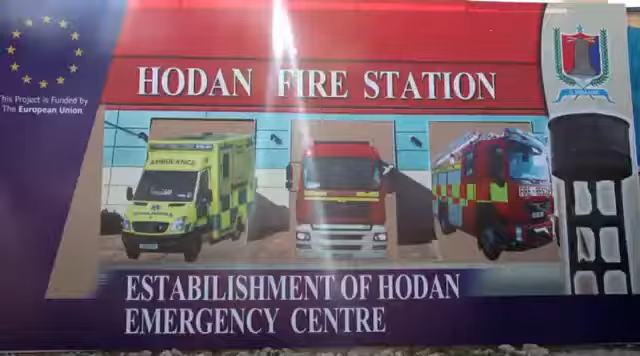 This Project is Funded by
The European Union
HODAN FIRE STATION
AMBULANCE
ESTABILISHMENT OF HODAN
EMERGENCY CENTRE